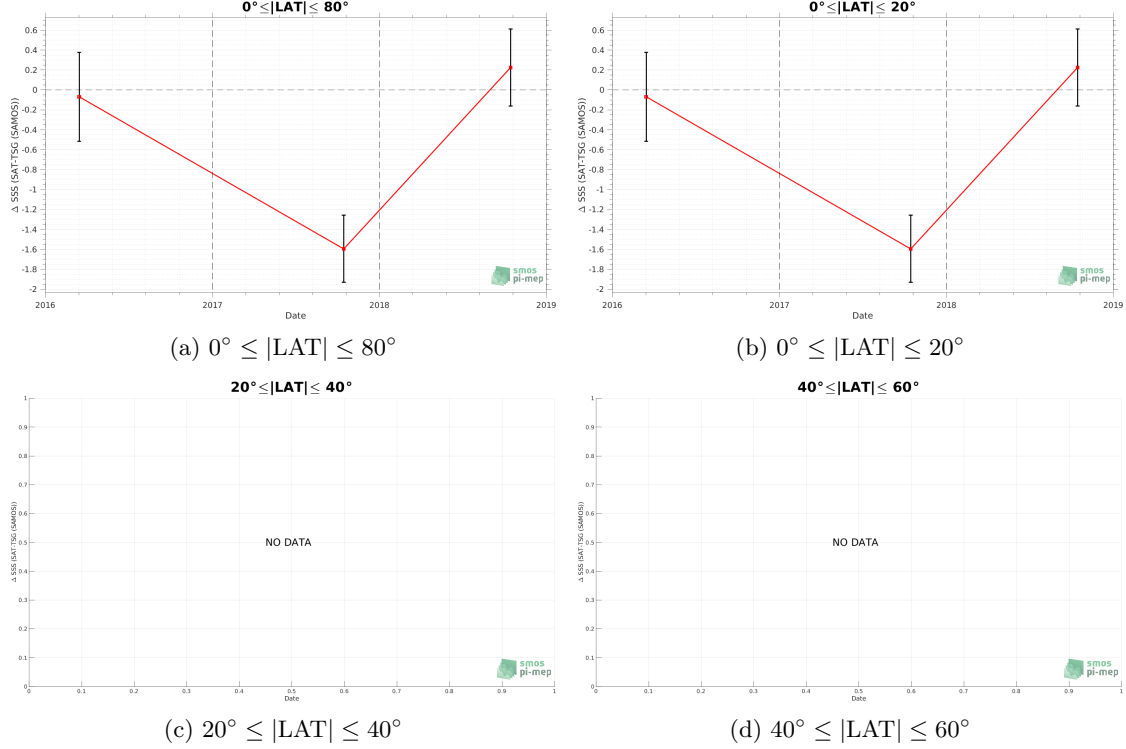 0°≤|LAT|≤ 80°
0.6
0.4
0.2
0
-0.2
-0.4
-0.6
-0.8
-1
-1.2
-1.4
-1.6
-1.8
-2
Δ SSS (SAT-TSG (SAMOS))
2016 2017 2018 2019
Date
smos
pi-mep
(a) 0° ≤ |LAT| ≤ 80°
0°≤|LAT|≤ 20°
0.6
0.4
0.2
0
-0.2
-0.4
-0.6
-0.8
-1
-1.2
-1.4
-1.6
-1.8
-2
Δ SSS (SAT-TSG (SAMOS))
2016 2017 2018 2019
Date
smos
pi-mep
(b) 0° ≤ |LAT| ≤ 20°
20°≤|LAT|≤ 40°
1
0.9
0.8
0.7
0.6
0.5
0.4
0.3
0.2
0.1
0
Δ SSS (SAT-TSG (SAMOS))
NO DATA
0 0.1 0.2 0.3 0.4 0.5 0.6 0.7 0.8 0.9 1
Date
smos
pi-mep
(c) 20° ≤ |LAT| ≤ 40°
40°≤|LAT|≤ 60°
1
0.9
0.8
0.7
0.6
0.5
0.4
0.3
0.2
0.1
0
Δ SSS (SAT-TSG (SAMOS))
NO DATA
0 0.1 0.2 0.3 0.4 0.5 0.6 0.7 0.8 0.9 1
Date
smos
pi-mep
(d) 40° ≤ |LAT| ≤ 60°